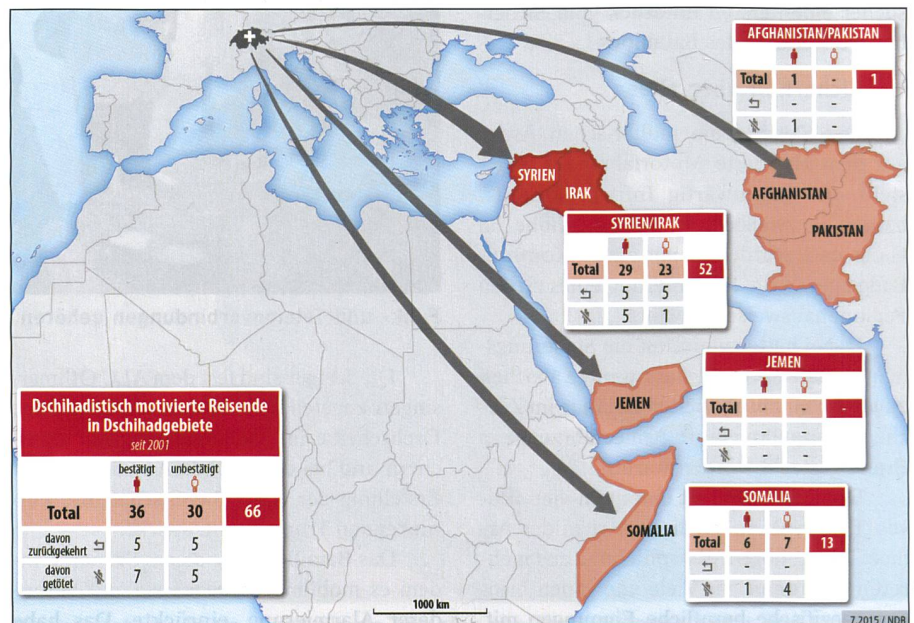 AFGHANISTAN/PAKISTAN
Total 1 - 1
- -
1 -
SYRIEN
IRAK
AFGHANISTAN
PAKISTAN
SYRIEN/IRAK
Total 29 23 52
5 5
5 1
JEMEN
JEMEN
Total - - -
- -
- -
Dschihadistisch motivierte Reisende
in Dschihadgebiete
seit 2001
bestätigt unbestätigt
Total 36 30 66
davon
zurückgekehrt 5 5
davon
getötet 7 5
SOMALIA
SOMALIA
Total 6 7 13
- -
1 4
1000 km
7.2015 / NDB